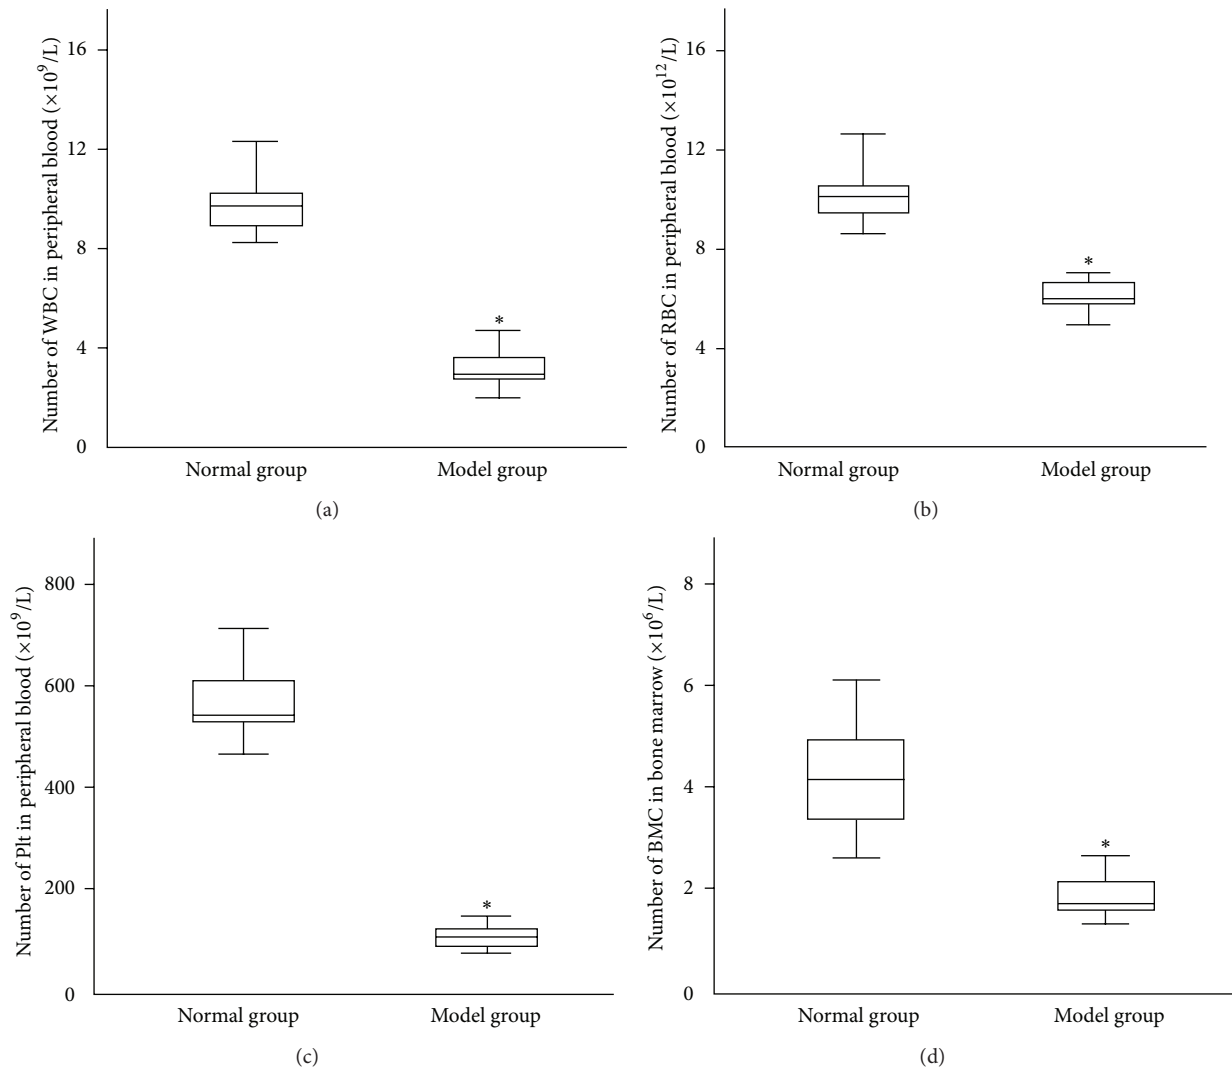 Number of WBC in peripheral blood (×10⁹/L)
16
12
8
4
0
*
Normal group
Model group
(a)
Number of RBC in peripheral blood (×10¹²/L)
16
12
8
4
0
*
Normal group
Model group
(b)
Number of Plt in peripheral blood (×10⁹/L)
800
600
400
200
0
*
Normal group
Model group
(c)
Number of BMC in bone marrow (×10⁶/L)
8
6
4
2
0
*
Normal group
Model group
(d)